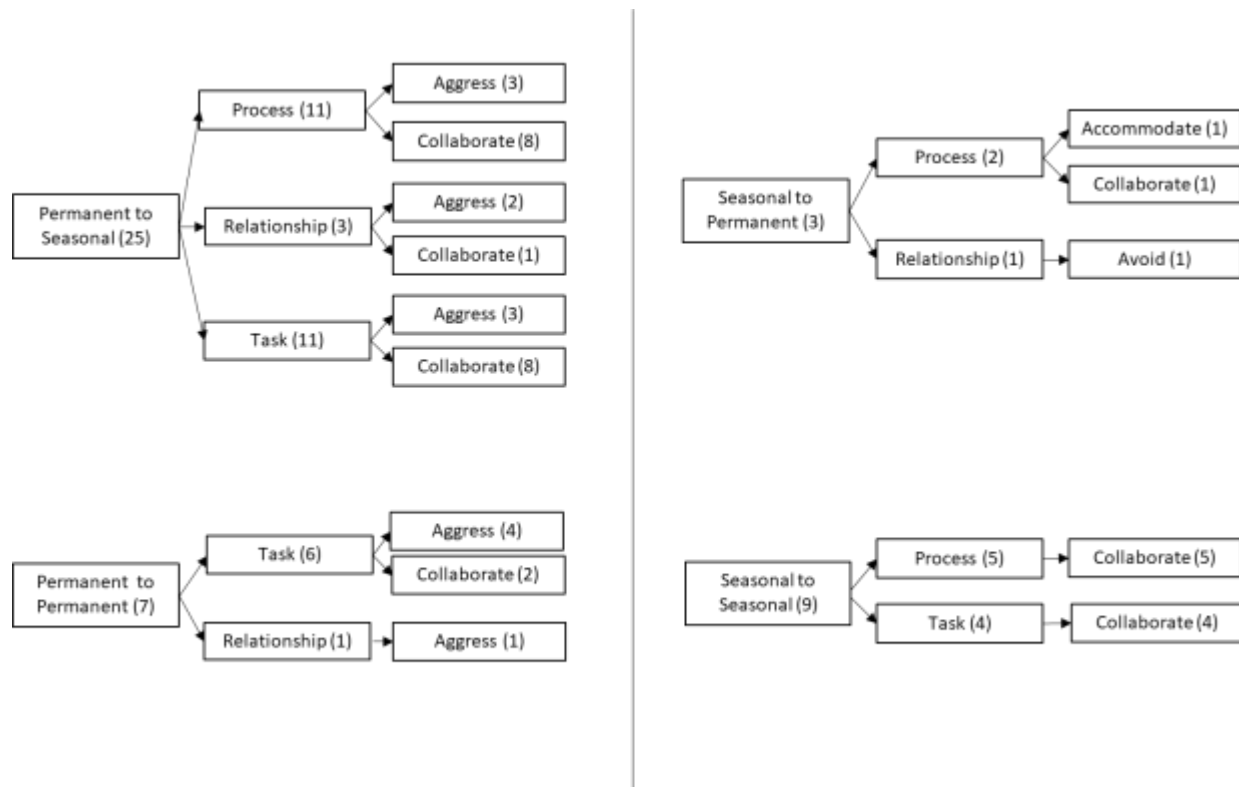 Permanent to
Seasonal (25)
Process (11)
Aggress (3)
Collaborate (8)
Relationship (3)
Aggress (2)
Collaborate (1)
Task (11)
Aggress (3)
Collaborate (8)
Permanent to
Permanent (7)
Task (6)
Aggress (4)
Collaborate (2)
Relationship (1)
Aggress (1)
Seasonal to
Permanent (3)
Process (2)
Accommodate (1)
Collaborate (1)
Relationship (1)
Avoid (1)
Seasonal to
Seasonal (9)
Process (5)
Collaborate (5)
Task (4)
Collaborate (4)